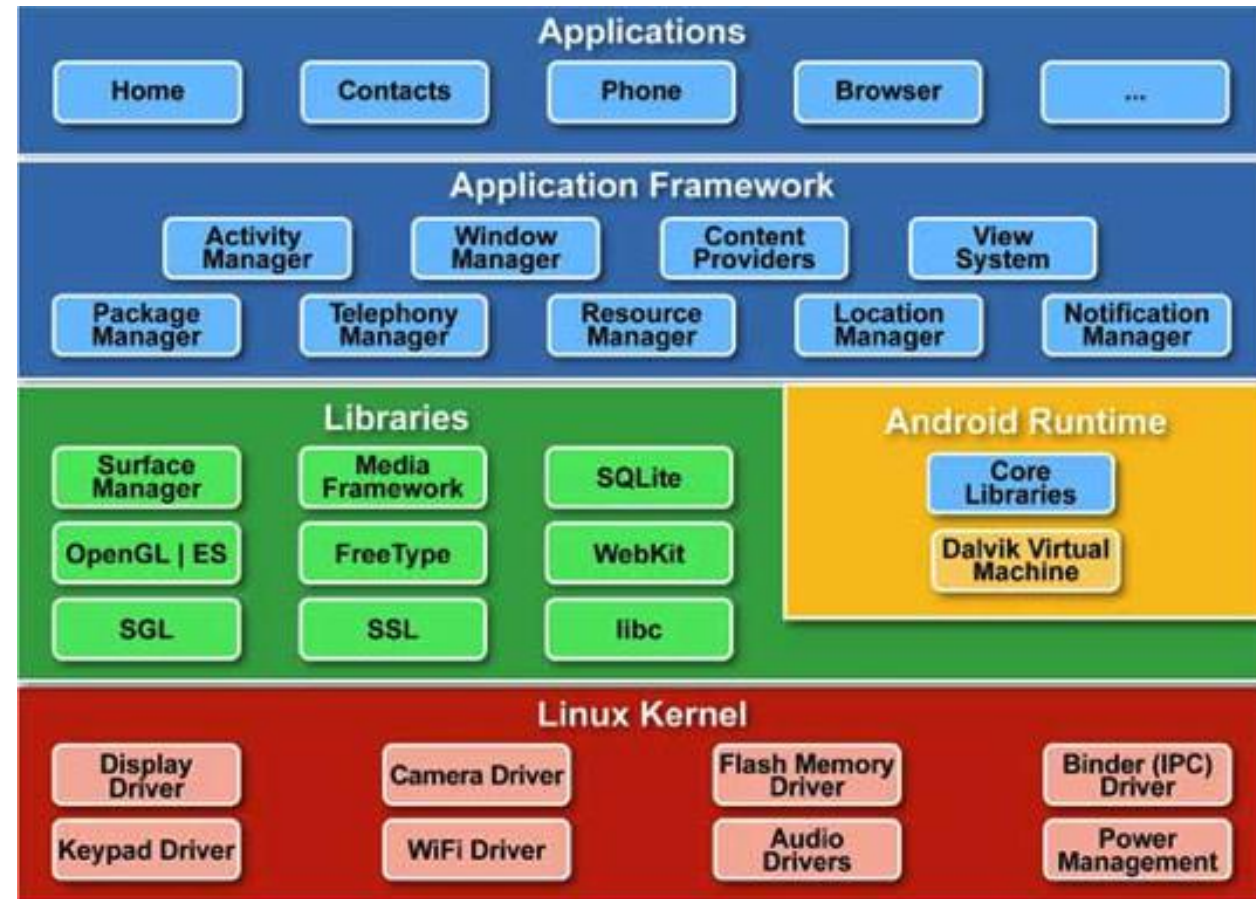 Applications
Home
Contacts
Phone
Browser
...
Application Framework
Activity
Manager
Window
Manager
Content
Providers
View
System
Package
Manager
Telephony
Manager
Resource
Manager
Location
Manager
Notification
Manager
Libraries
Surface
Manager
Media
Framework
SQLite
OpenGL | ES
FreeType
WebKit
SGL
SSL
libc
Android Runtime
Core
Libraries
Dalvik Virtual
Machine
Linux Kernel
Display
Driver
Camera Driver
Flash Memory
Driver
Binder (IPC)
Driver
Keypad Driver
WiFi Driver
Audio
Drivers
Power
Management